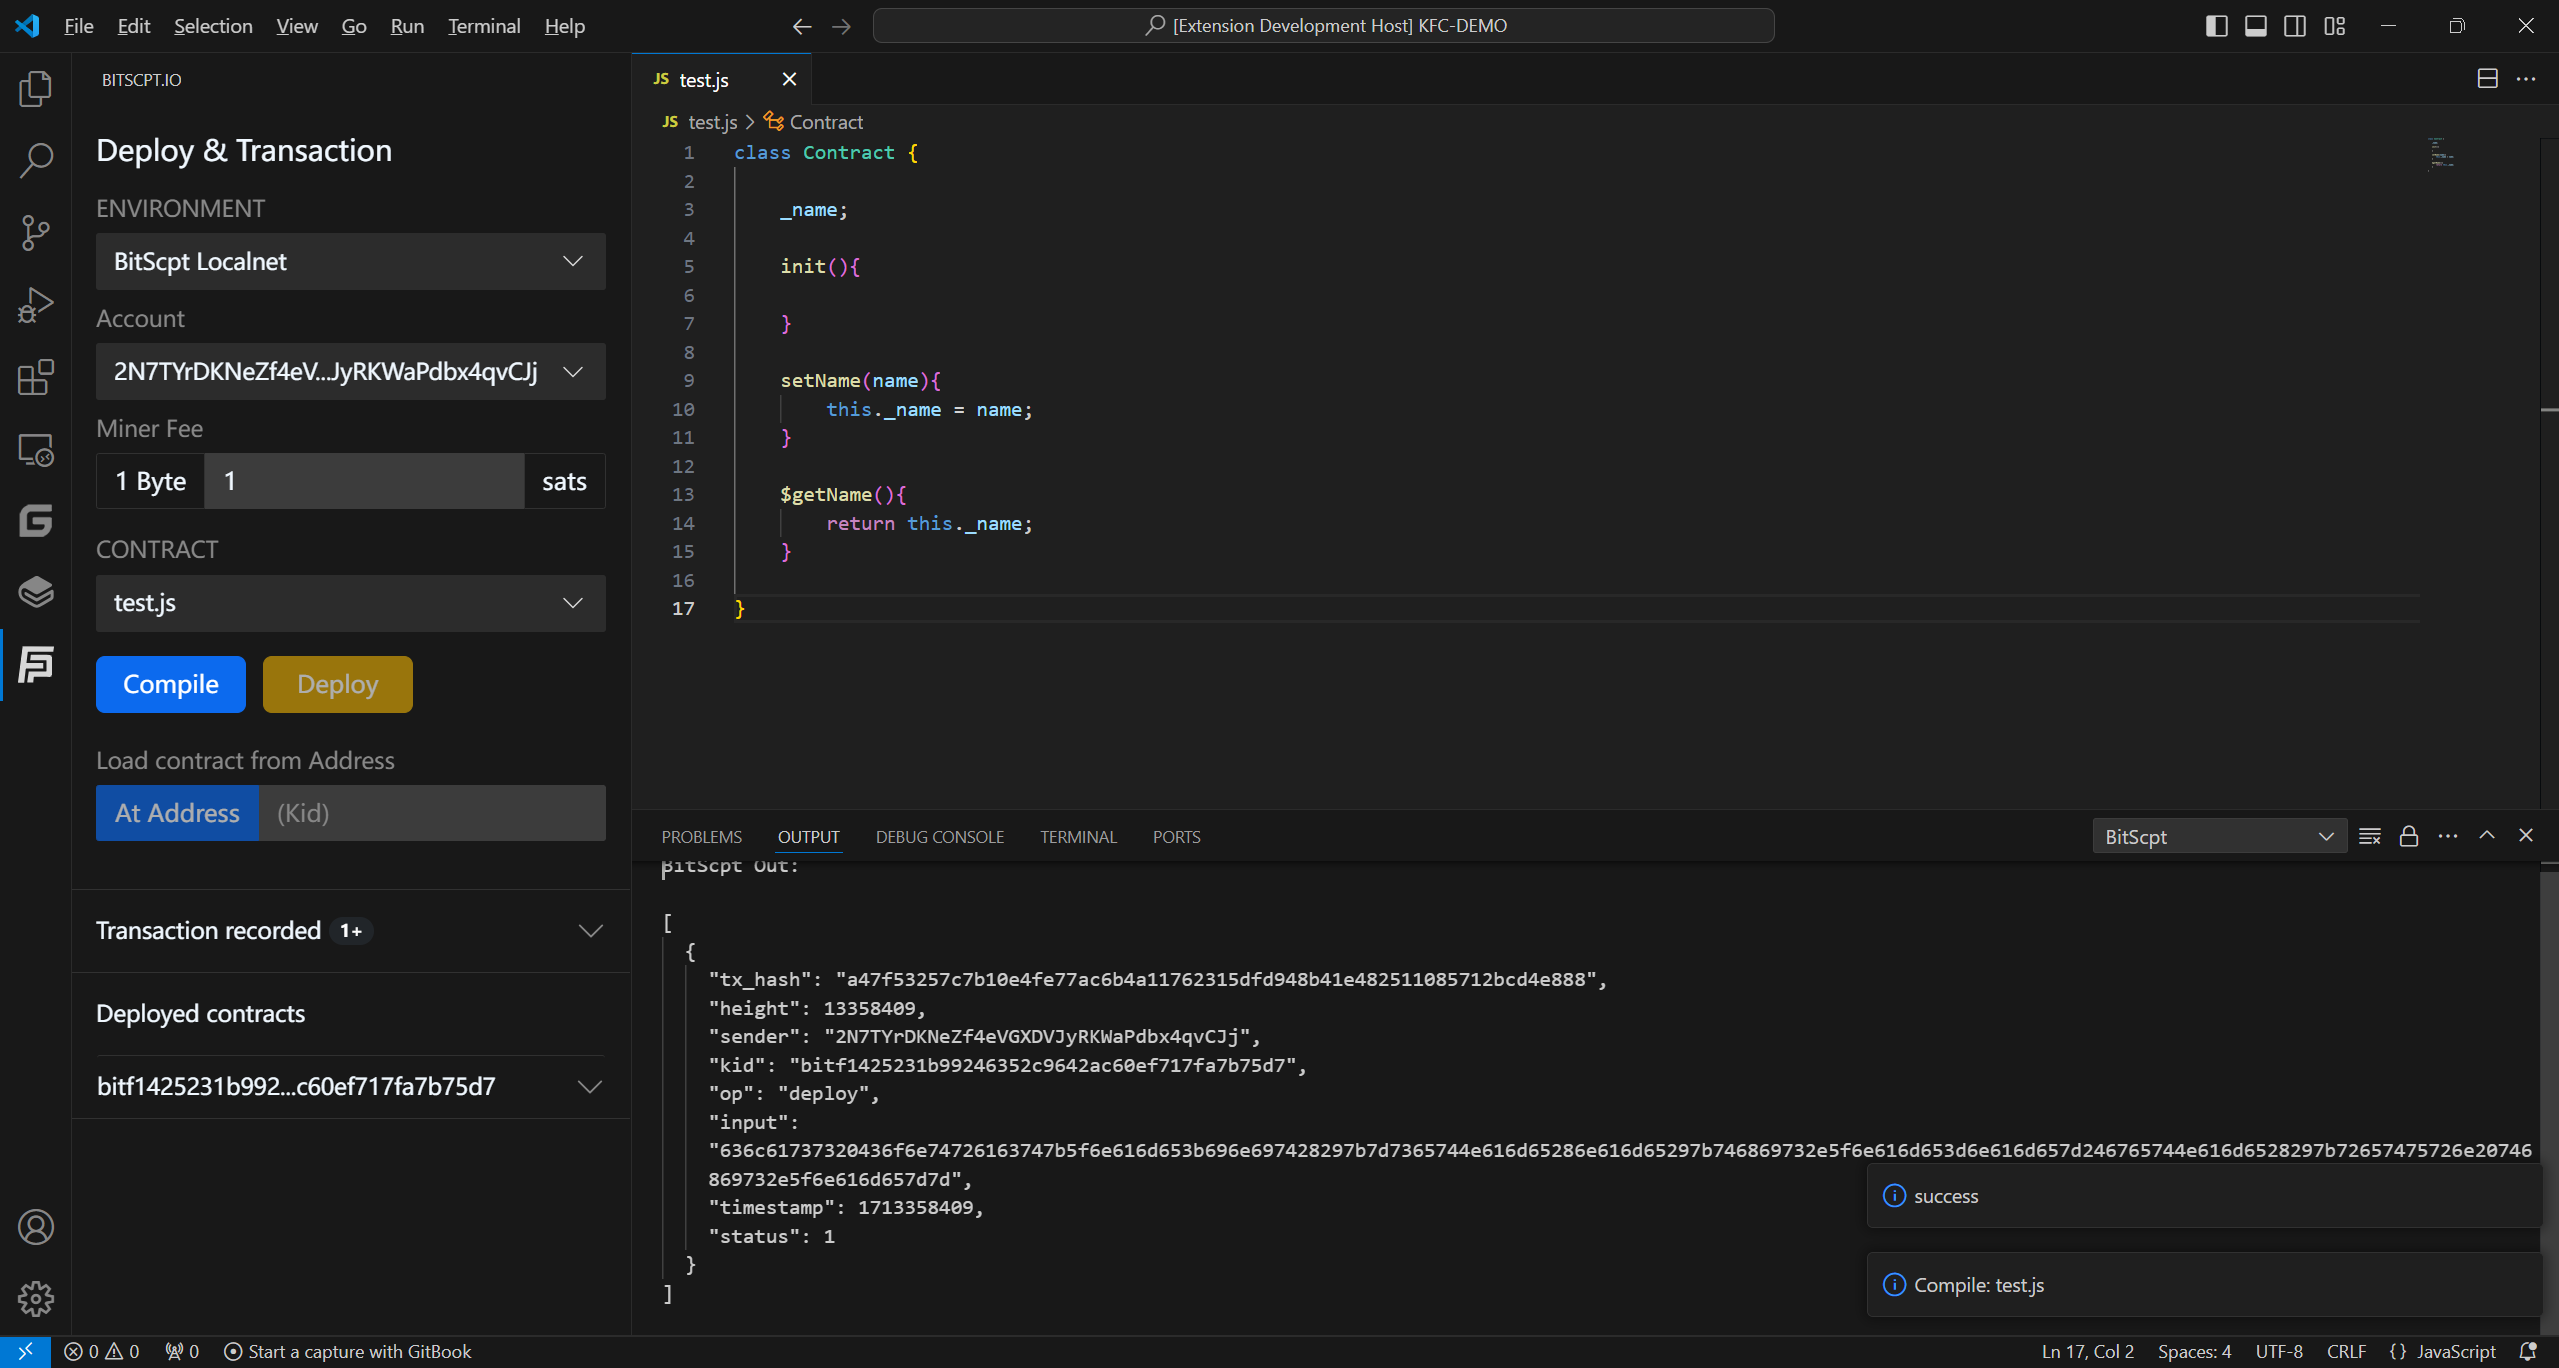 File Edit Selection View Go Run Terminal Help
[Extension Development Host] KFC-DEMO
BITSCPT.IO
Deploy & Transaction
ENVIRONMENT
BitScpt Localnet
Account
2N7TYrDKNeZf4eV...JyRKWaPdbx4qvCJj
Miner Fee
1 Byte 1 sats
CONTRACT
test.js
Compile Deploy
Load contract from Address
At Address (Kid)
Transaction recorded 1+
Deployed contracts
bitf1425231b992...c60ef717fa7b75d7
JS test.js
JS test.js > Contract
1 class Contract {
2
3 _name;
4
5 init(){
6
7 }
8
9 setName(name){
10 this._name = name;
11 }
12
13 $getName(){
14 return this._name;
15 }
16
17 }
PROBLEMS OUTPUT DEBUG CONSOLE TERMINAL PORTS
BitScpt
BitScpt Out:
[
{
"tx_hash": "a47f53257c7b10e4fe77ac6b4a11762315dfd948b41e482511085712bcd4e888",
"height": 13358409,
"sender": "2N7TYrDKNeZf4eVGXDVJyRKWaPdbx4qvCJj",
"kid": "bitf1425231b99246352c9642ac60ef717fa7b75d7",
"op": "deploy",
"input":
"636c61737320436f6e74726163747b5f6e616d653b696e697428297b7d7365744e616d65286e616d65297b746869732e5f6e616d653d6e616d657d246765744e616d6528297b72657475726e20746
869732e5f6e616d657d7d",
"timestamp": 1713358409,
"status": 1
}
]
success
Compile: test.js
0 0 0 Start a capture with GitBook
Ln 17, Col 2 Spaces: 4 UTF-8 CRLF {} JavaScript